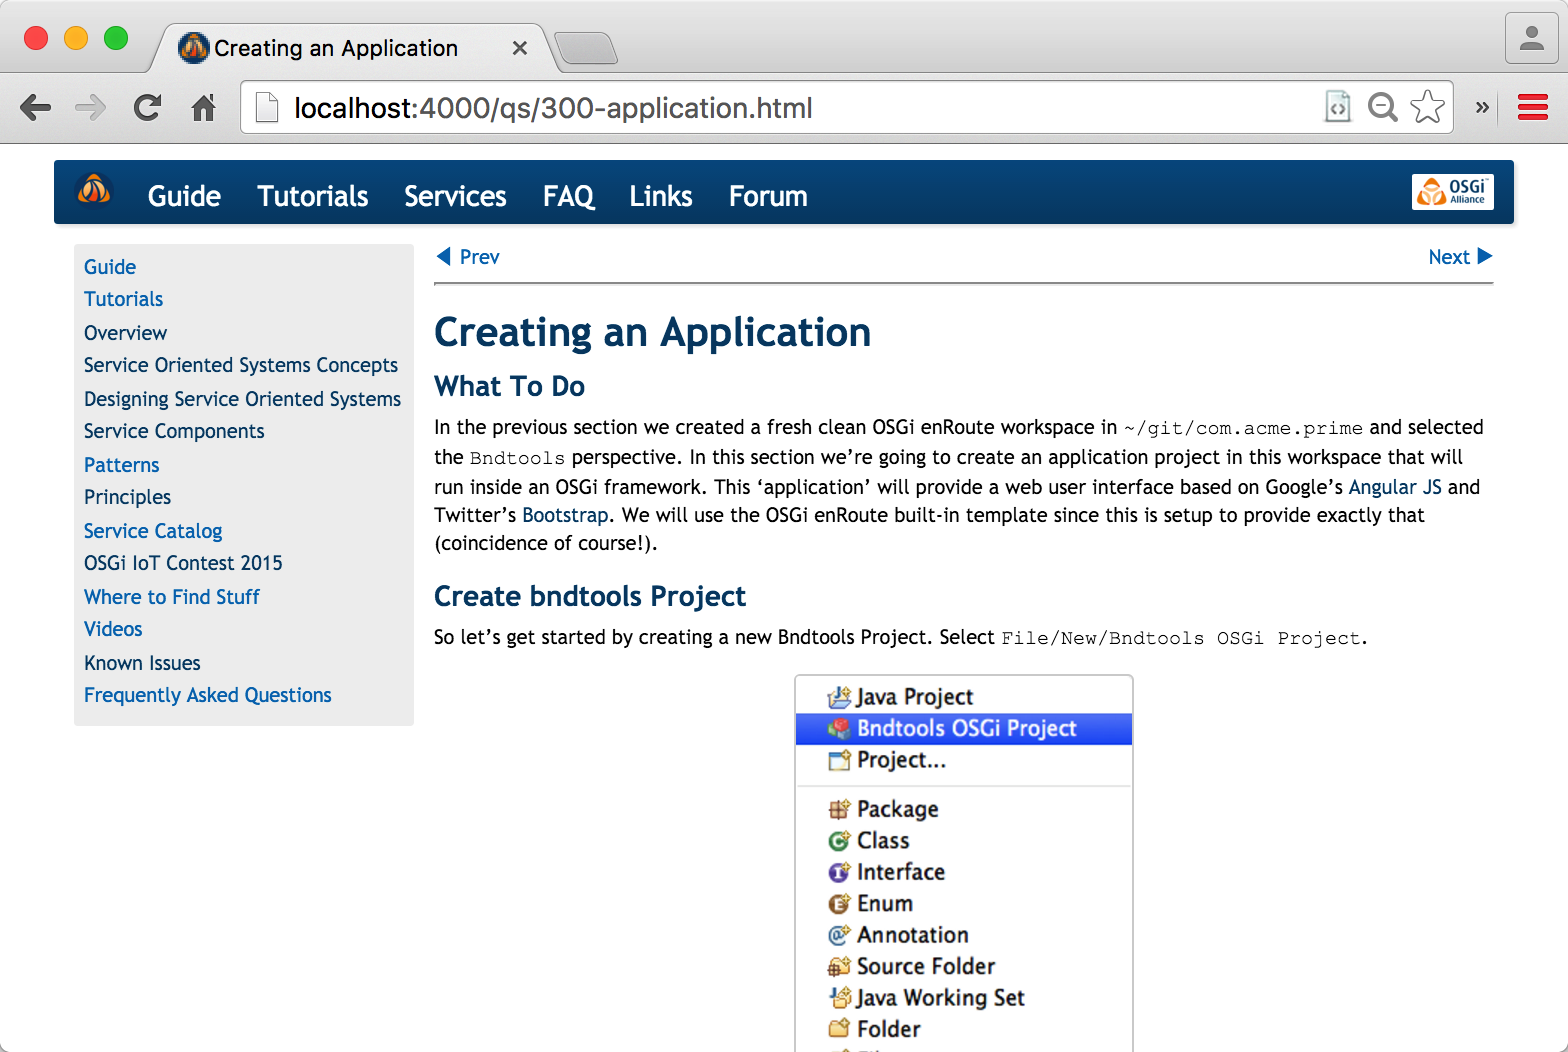 Creating an Application
localhost:4000/qs/300-application.html
Guide Tutorials Services FAQ Links Forum
OSGi™
Alliance
Guide
Tutorials
Overview
Service Oriented Systems Concepts
Designing Service Oriented Systems
Service Components
Patterns
Principles
Service Catalog
OSGi IoT Contest 2015
Where to Find Stuff
Videos
Known Issues
Frequently Asked Questions
Prev Next
Creating an Application
What To Do
In the previous section we created a fresh clean OSGi enRoute workspace in ~/git/com.acme.prime and selected
the Bndtools perspective. In this section we’re going to create an application project in this workspace that will
run inside an OSGi framework. This ‘application’ will provide a web user interface based on Google’s Angular JS and
Twitter’s Bootstrap. We will use the OSGi enRoute built-in template since this is setup to provide exactly that
(coincidence of course!).
Create bndtools Project
So let’s get started by creating a new Bndtools Project. Select File/New/Bndtools OSGi Project.
Java Project
Bndtools OSGi Project
Project...
Package
Class
Interface
Enum
Annotation
Source Folder
Java Working Set
Folder